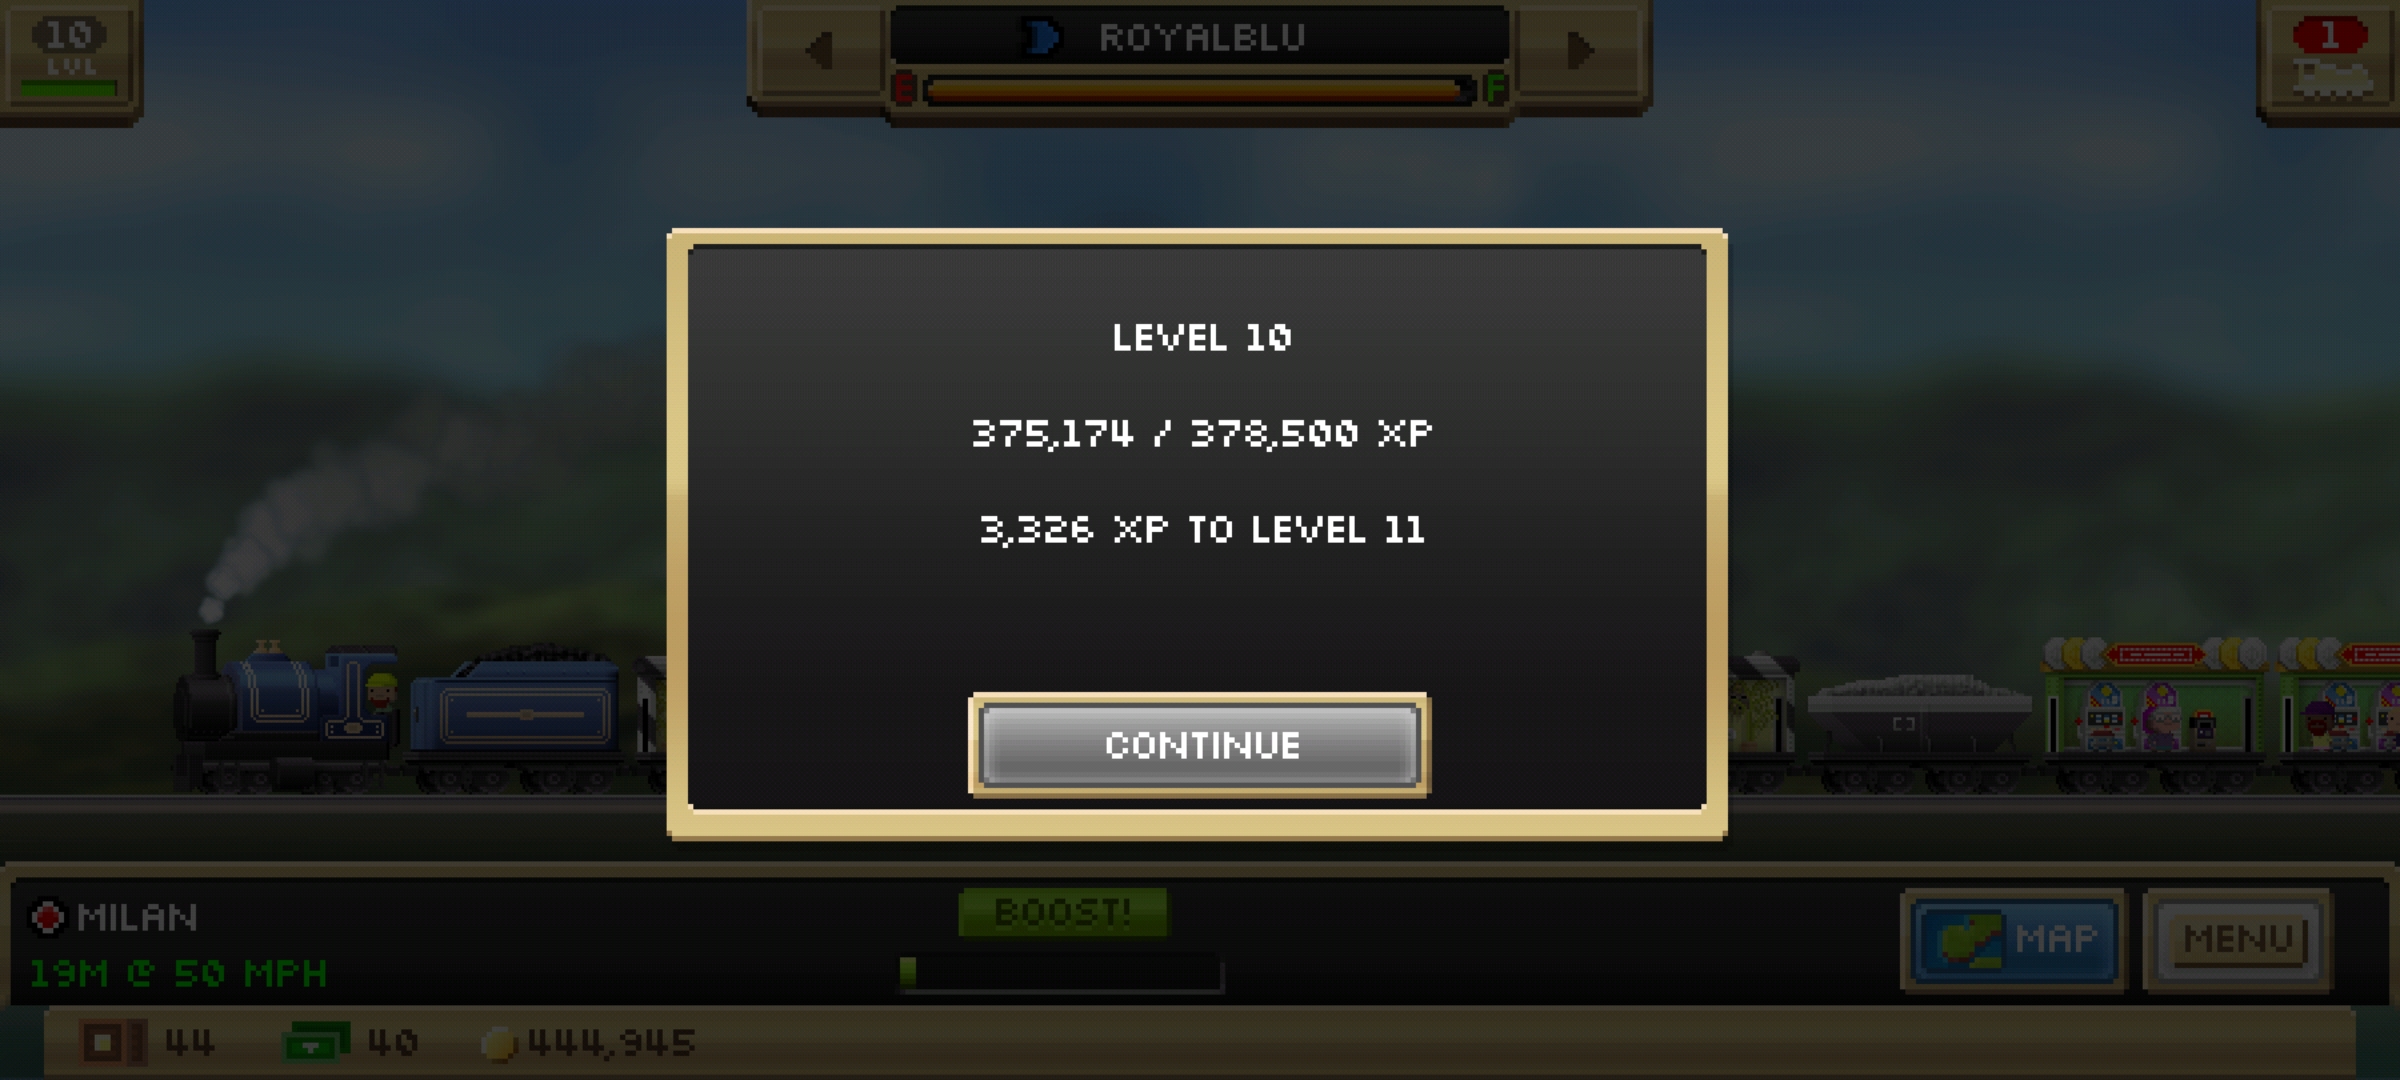 10
LVL
ROYALBLU
E F
1
LEVEL 10
375,174 / 378,500 XP
3,326 XP TO LEVEL 11
CONTINUE
MILAN
19M @ 50 MPH
BOOST!
MAP
MENU
44
40
444,945